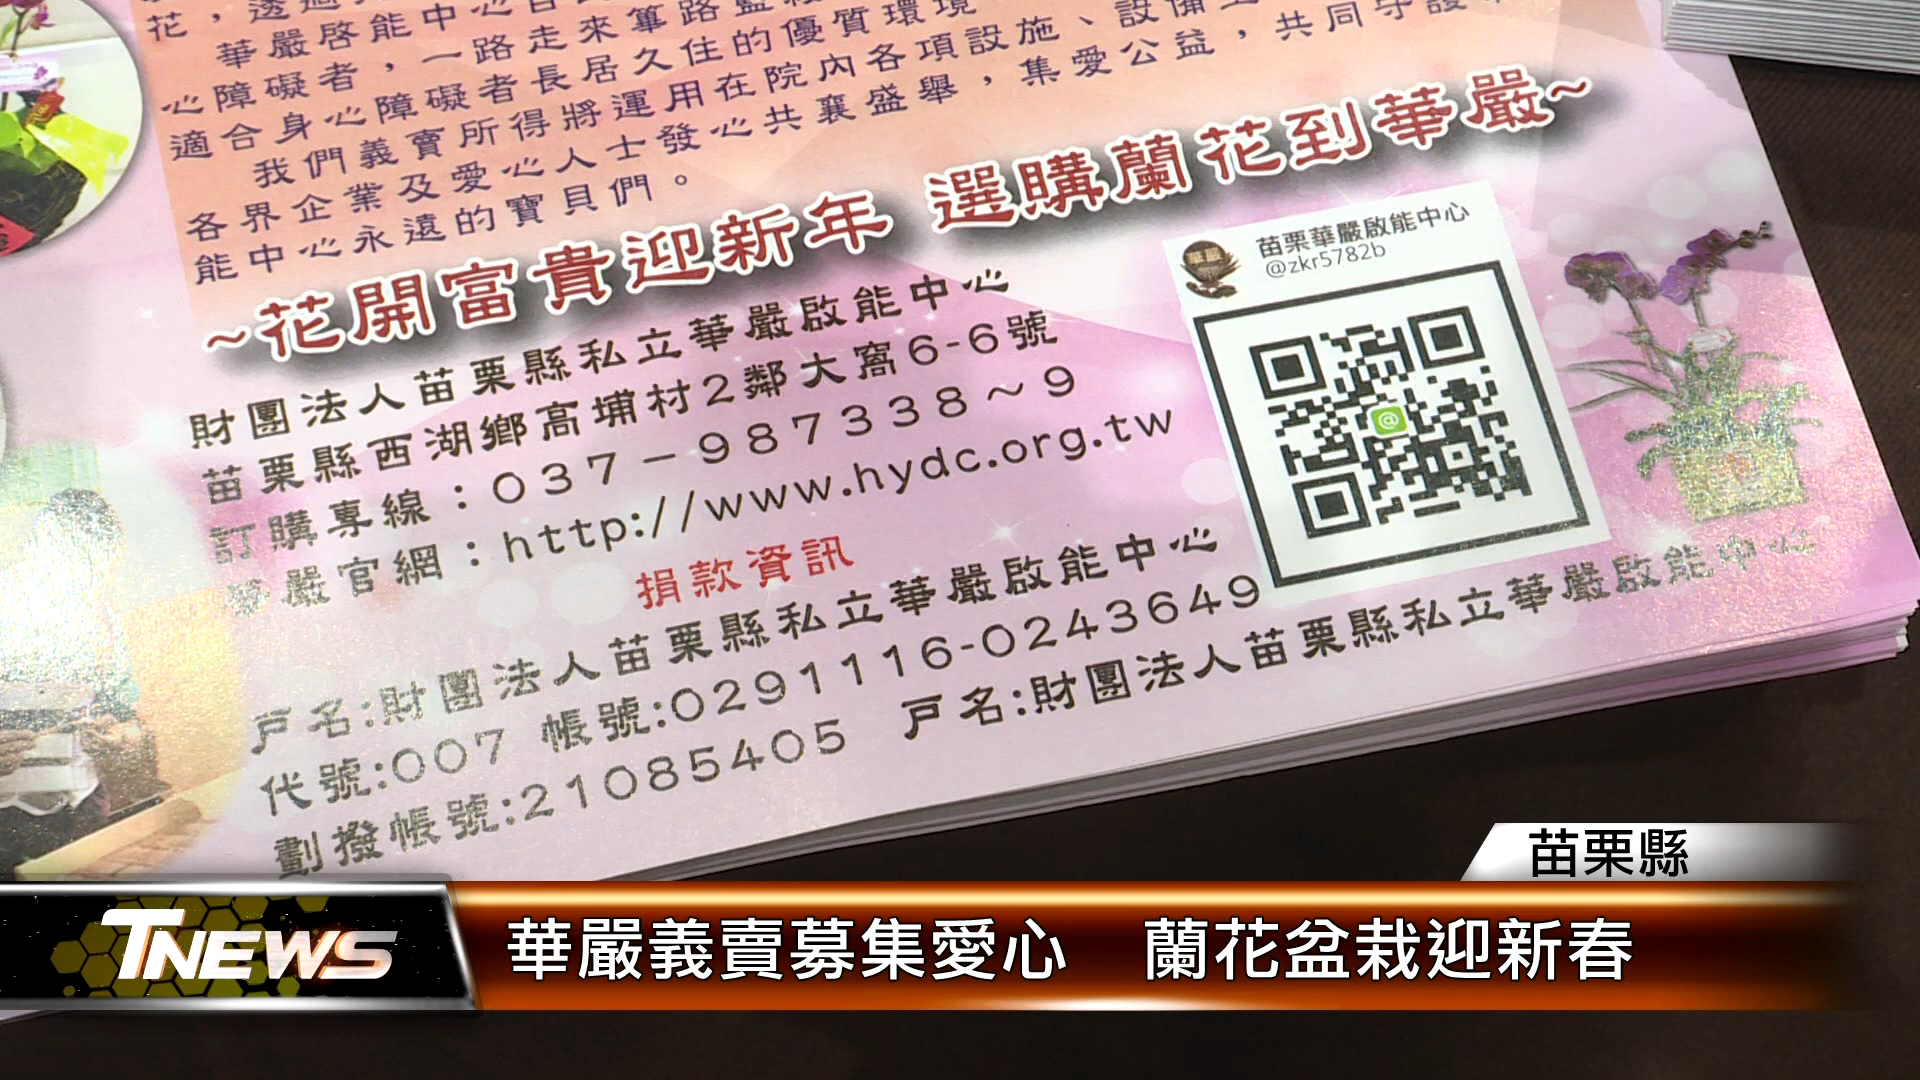 心障礙者，一路走來篳路藍
適合身心障礙者長居久住的優質環境
我們義賣所得將運用在院內各項設施、設備
各界企業及愛心人士發心共襄盛舉，集愛公益，共同守護
能中心永遠的寶貝們。
~花開富貴迎新年 選購蘭花到華嚴~
財團法人苗栗縣私立華嚴啟能中心
苗栗縣西湖鄉高埔村2鄰大窩6-6號
訂購專線：037－987338～9
華嚴官網：http://www.hydc.org.tw
苗栗華嚴啟能中心
@zkr5782b
捐款資訊
戶名:財團法人苗栗縣私立華嚴啟能中心
代號:007 帳號:0291116-0243649
劃撥帳號:21085405 戶名:財團法人苗栗縣私立華嚴啟能中心
苗栗縣
TNEWS
華嚴義賣募集愛心 蘭花盆栽迎新春